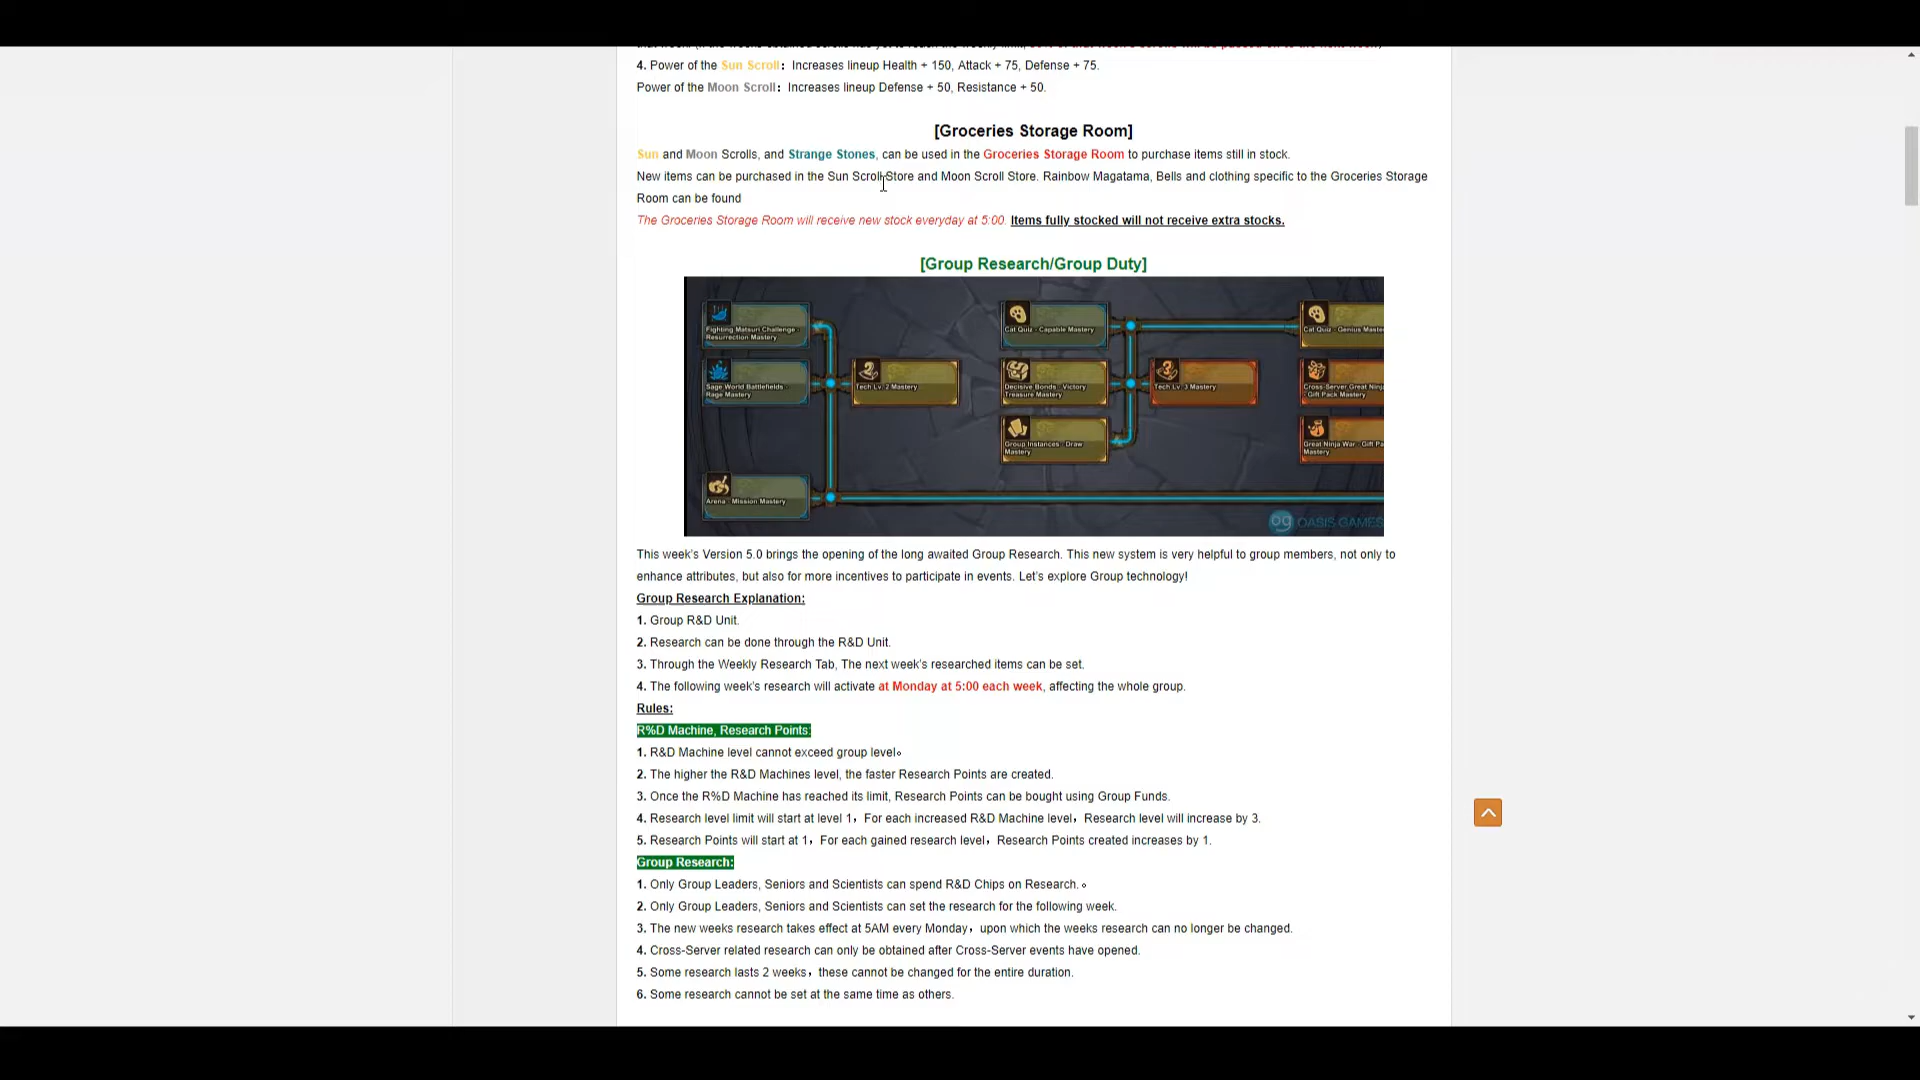 4. Power of the Sun Scroll：Increases lineup Health + 150, Attack + 75, Defense + 75.
Power of the Moon Scroll：Increases lineup Defense + 50, Resistance + 50.
[Groceries Storage Room]
Sun and Moon Scrolls, and Strange Stones, can be used in the Groceries Storage Room to purchase items still in stock.
New items can be purchased in the Sun Scroll Store and Moon Scroll Store. Rainbow Magatama, Bells and clothing specific to the Groceries Storage
Room can be found
The Groceries Storage Room will receive new stock everyday at 5:00. Items fully stocked will not receive extra stocks.
[Group Research/Group Duty]
Fighting Matsuri Challenge - Resurrection Mastery
Cat Quiz - Capable Mastery
Cat Quiz - Genius Maste
Sage World Battlefields - Rage Mastery
Tech Lv. 2 Mastery
Decisive Bonds - Victory Treasure Mastery
Tech Lv. 3 Mastery
Cross-Server Great Ninja - Gift Pack Mastery
Group Instances - Draw Mastery
Great Ninja War - Gift Pa Mastery
Arena - Mission Mastery
og OASIS GAMES
This week's Version 5.0 brings the opening of the long awaited Group Research. This new system is very helpful to group members, not only to
enhance attributes, but also for more incentives to participate in events. Let's explore Group technology!
Group Research Explanation:
1. Group R&D Unit.
2. Research can be done through the R&D Unit.
3. Through the Weekly Research Tab, The next week's researched items can be set.
4. The following week's research will activate at Monday at 5:00 each week, affecting the whole group.
Rules:
R%D Machine, Research Points:
1. R&D Machine level cannot exceed group level。
2. The higher the R&D Machines level, the faster Research Points are created.
3. Once the R%D Machine has reached its limit, Research Points can be bought using Group Funds.
4. Research level limit will start at level 1，For each increased R&D Machine level，Research level will increase by 3.
5. Research Points will start at 1，For each gained research level，Research Points created increases by 1.
Group Research:
1. Only Group Leaders, Seniors and Scientists can spend R&D Chips on Research.。
2. Only Group Leaders, Seniors and Scientists can set the research for the following week.
3. The new weeks research takes effect at 5AM every Monday，upon which the weeks research can no longer be changed.
4. Cross-Server related research can only be obtained after Cross-Server events have opened.
5. Some research lasts 2 weeks，these cannot be changed for the entire duration.
6. Some research cannot be set at the same time as others.